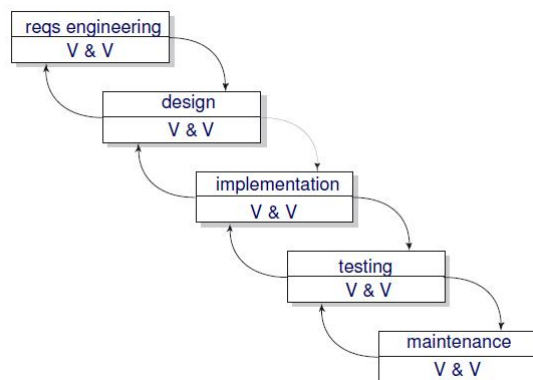 reqs engineering
V & V
design
V & V
implementation
V & V
testing
V & V
maintenance
V & V